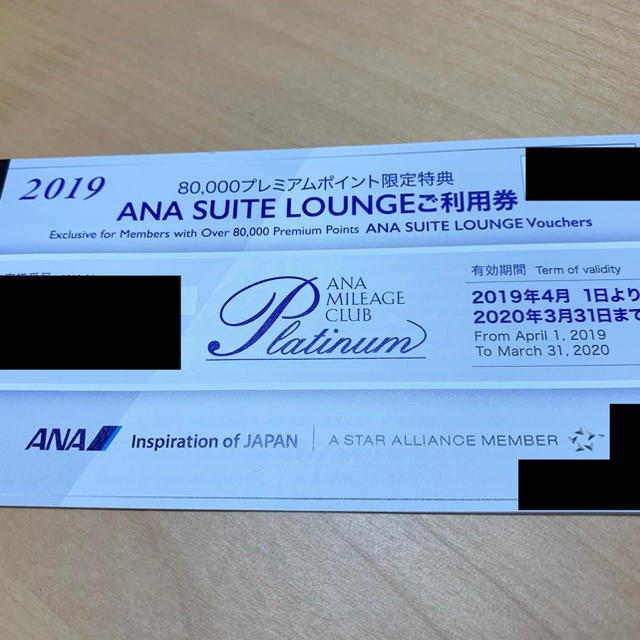 2019
80,000プレミアムポイント限定特典
ANA SUITE LOUNGEご利用券
Exclusive for Members with Over 80,000 Premium Points ANA SUITE LOUNGE Vouchers
有効期間 Term of validity
ANA
MILEAGE
CLUB
Platinum
2019年4月 1日より
2020年3月31日まで
From April 1, 2019
To March 31, 2020
ANA Inspiration of JAPAN | A STAR ALLIANCE MEMBER ™